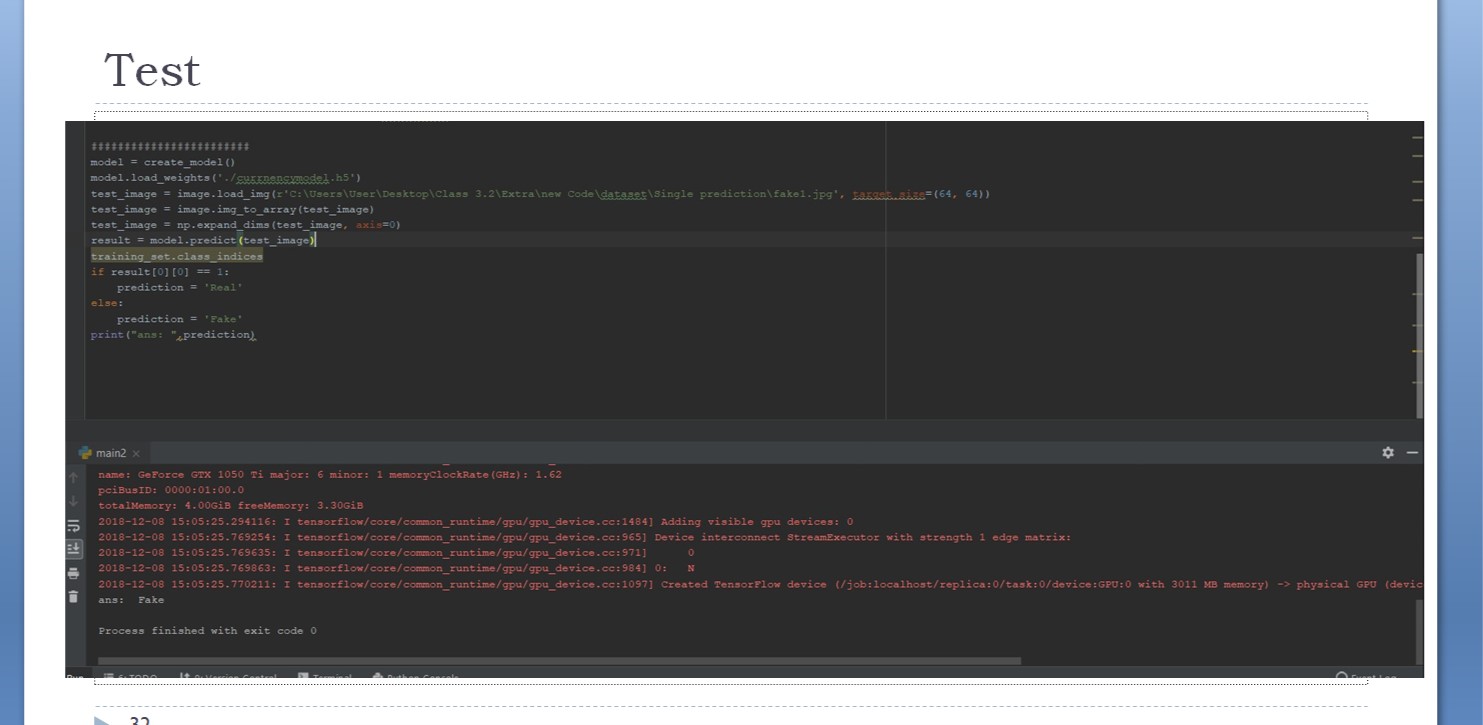 Test
########################
model = create_model()
model.load_weights('./currnencymodel.h5')
test_image = image.load_img(r'C:\Users\User\Desktop\Class 3.2\Extra\new Code\dataset\Single prediction\fake1.jpg', target_size=(64, 64))
test_image = image.img_to_array(test_image)
test_image = np.expand_dims(test_image, axis=0)
result = model.predict(test_image)
training_set.class_indices
if result[0][0] == 1:
    prediction = 'Real'
else:
    prediction = 'Fake'
print("ans: ",prediction)
main2
name: GeForce GTX 1050 Ti major: 6 minor: 1 memoryClockRate(GHz): 1.62
pciBusID: 0000:01:00.0
totalMemory: 4.00GiB freeMemory: 3.30GiB
2018-12-08 15:05:25.294116: I tensorflow/core/common_runtime/gpu/gpu_device.cc:1484] Adding visible gpu devices: 0
2018-12-08 15:05:25.769254: I tensorflow/core/common_runtime/gpu/gpu_device.cc:965] Device interconnect StreamExecutor with strength 1 edge matrix:
2018-12-08 15:05:25.769635: I tensorflow/core/common_runtime/gpu/gpu_device.cc:971]      0
2018-12-08 15:05:25.769863: I tensorflow/core/common_runtime/gpu/gpu_device.cc:984] 0:   N
2018-12-08 15:05:25.770211: I tensorflow/core/common_runtime/gpu/gpu_device.cc:1097] Created TensorFlow device (/job:localhost/replica:0/task:0/device:GPU:0 with 3011 MB memory) -> physical GPU (devic
ans:  Fake
Process finished with exit code 0
6: TODO 9: Version Control Terminal Python Console Event Log
32